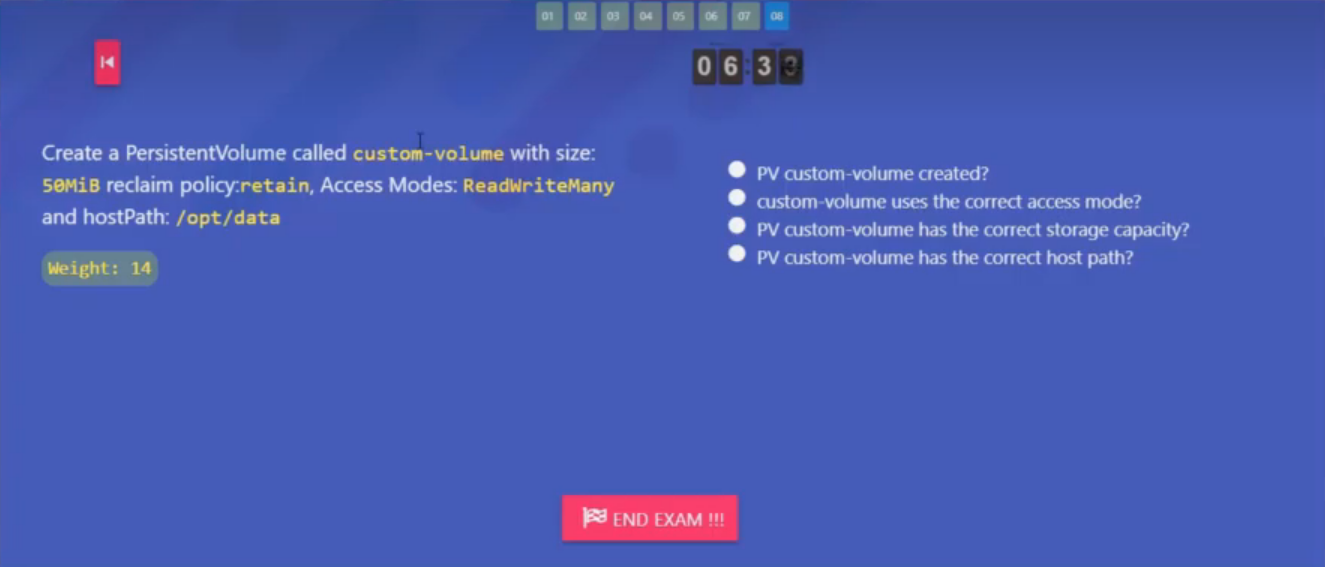 01 02 03 04 05 06 07 08
06:3
Create a PersistentVolume called custom-volume with size:
50MiB reclaim policy:retain, Access Modes: ReadWriteMany
and hostPath: /opt/data
Weight: 14
PV custom-volume created?
custom-volume uses the correct access mode?
PV custom-volume has the correct storage capacity?
PV custom-volume has the correct host path?
END EXAM !!!